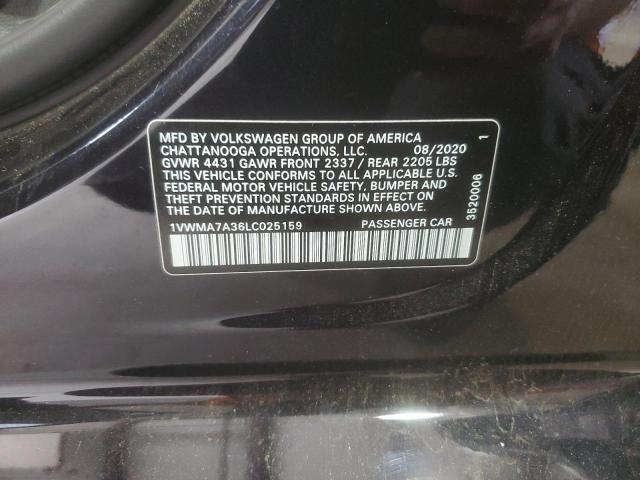 MFD BY VOLKSWAGEN GROUP OF AMERICA
CHATTANOOGA OPERATIONS, LLC. 08/2020 1
GVWR 4431 GAWR FRONT 2337 / REAR 2205 LBS
THIS VEHICLE CONFORMS TO ALL APPLICABLE U.S.
FEDERAL MOTOR VEHICLE SAFETY, BUMPER AND
THEFT PREVENTION STANDARDS IN EFFECT ON THE
DATE OF MANUFACTURE SHOWN ABOVE.
1VWMA7A36LC025159 PASSENGER CAR
3520006